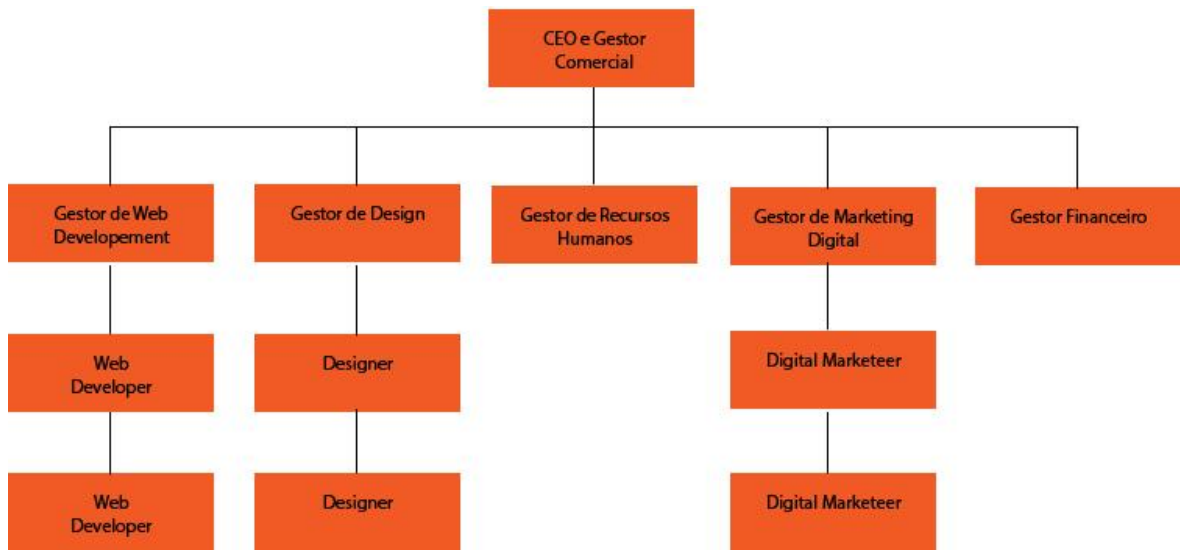 CEO e Gestor
Comercial
Gestor de Web
Developement
Gestor de Design
Gestor de Recursos
Humanos
Gestor de Marketing
Digital
Gestor Financeiro
Web
Developer
Designer
Digital Marketeer
Web
Developer
Designer
Digital Marketeer